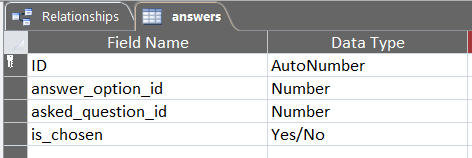 Relationships answers
Field Name Data Type
ID AutoNumber
answer_option_id Number
asked_question_id Number
is_chosen Yes/No